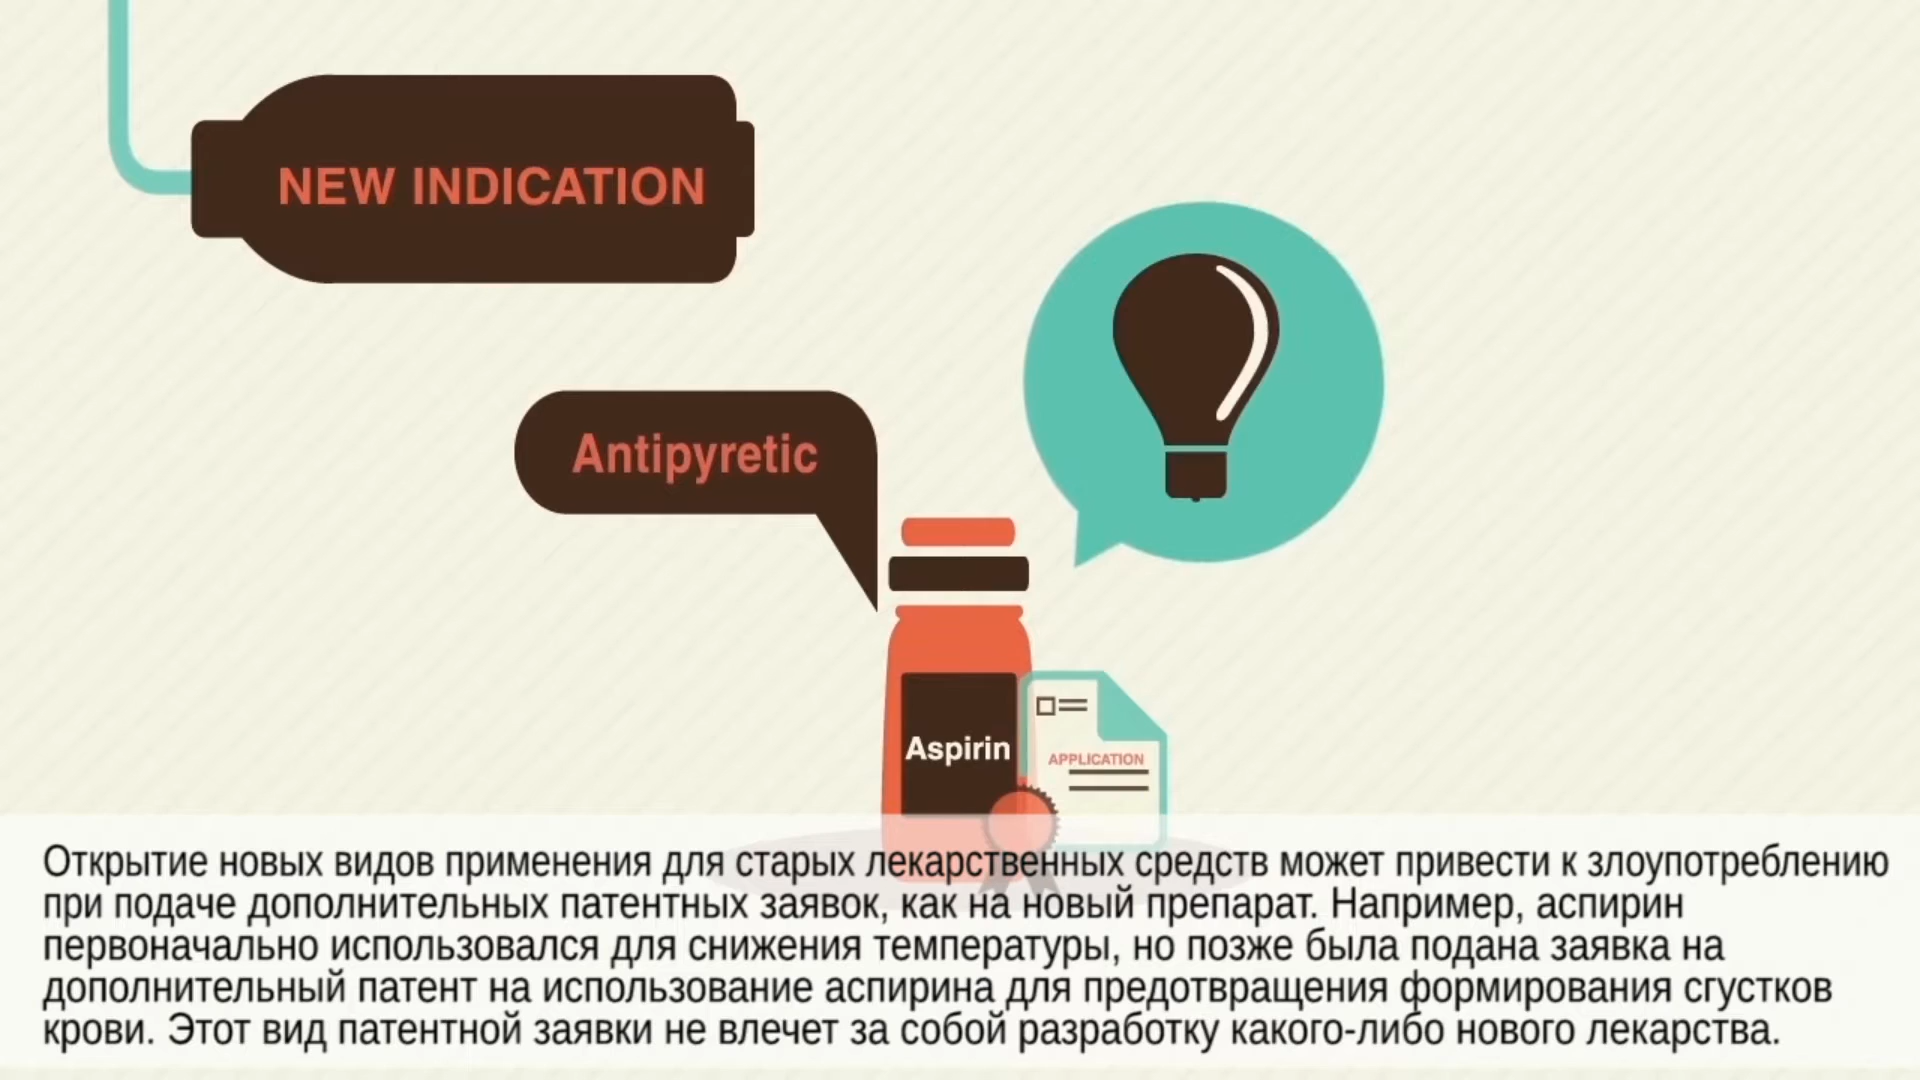 NEW INDICATION
Antipyretic
Aspirin
APPLICATION
Открытие новых видов применения для старых лекарственных средств может привести к злоупотреблению
при подаче дополнительных патентных заявок, как на новый препарат. Например, аспирин
первоначально использовался для снижения температуры, но позже была подана заявка на
дополнительный патент на использование аспирина для предотвращения формирования сгустков
крови. Этот вид патентной заявки не влечет за собой разработку какого-либо нового лекарства.